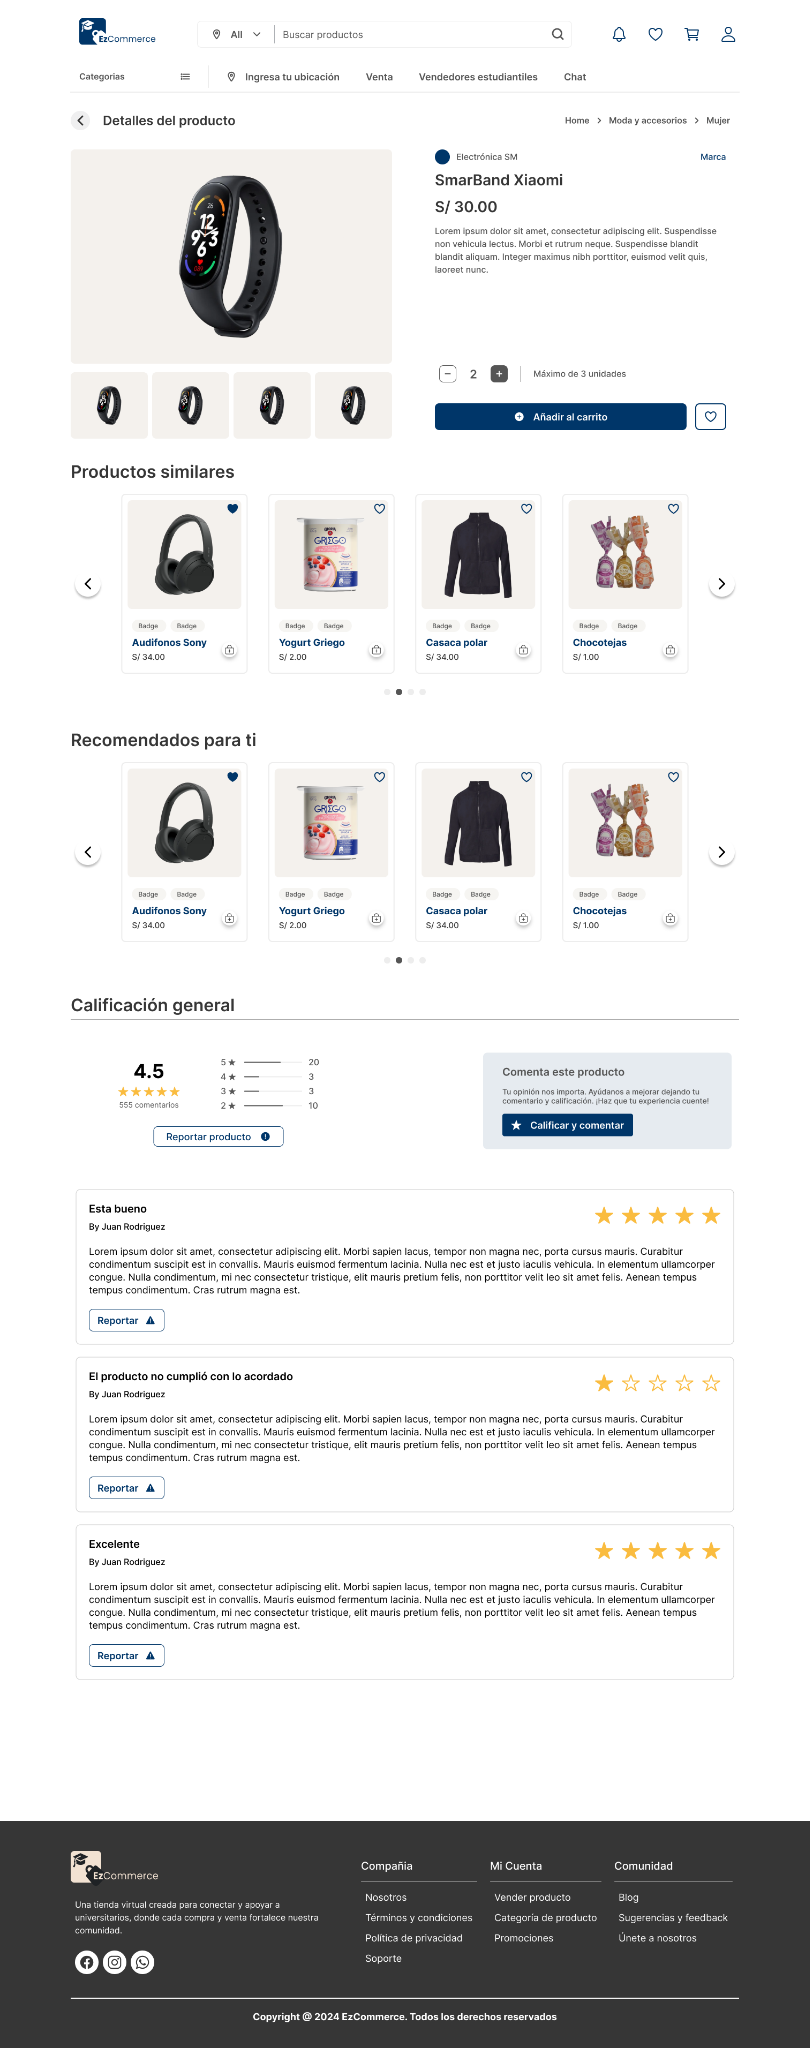 EzCommerce
All
Buscar productos
Categorias
Ingresa tu ubicación
Venta
Vendedores estudiantiles
Chat
Detalles del producto
Home > Moda y accesorios > Mujer
Electrónica SM
Marca
SmarBand Xiaomi
S/ 30.00
Lorem ipsum dolor sit amet, consectetur adipiscing elit. Suspendisse
non vehicula lectus. Morbi et rutrum neque. Suspendisse blandit
blandit aliquam. Integer maximus nibh porttitor, euismod velit quis,
laoreet nunc.
2
Máximo de 3 unidades
Añadir al carrito
Productos similares
GRIEGO
Badge Badge
Audifonos Sony
S/ 34.00
Badge Badge
Yogurt Griego
S/ 2.00
Badge Badge
Casaca polar
S/ 34.00
Badge Badge
Chocotejas
S/ 1.00
Recomendados para ti
GRIEGO
Badge Badge
Audifonos Sony
S/ 34.00
Badge Badge
Yogurt Griego
S/ 2.00
Badge Badge
Casaca polar
S/ 34.00
Badge Badge
Chocotejas
S/ 1.00
Calificación general
4.5
555 comentarios
5 ★ 20
4 ★ 3
3 ★ 3
2 ★ 10
Reportar producto
Comenta este producto
Tu opinión nos importa. Ayúdanos a mejorar dejando tu
comentario y calificación. ¡Haz que tu experiencia cuente!
Calificar y comentar
Esta bueno
By Juan Rodriguez
Lorem ipsum dolor sit amet, consectetur adipiscing elit. Morbi sapien lacus, tempor non magna nec, porta cursus mauris. Curabitur
condimentum suscipit est in convallis. Mauris euismod fermentum lacinia. Nulla nec est et justo iaculis vehicula. In elementum ullamcorper
congue. Nulla condimentum, mi nec consectetur tristique, elit mauris pretium felis, non porttitor velit leo sit amet felis. Aenean tempus
tempus condimentum. Cras rutrum magna est.
Reportar
El producto no cumplió con lo acordado
By Juan Rodriguez
Lorem ipsum dolor sit amet, consectetur adipiscing elit. Morbi sapien lacus, tempor non magna nec, porta cursus mauris. Curabitur
condimentum suscipit est in convallis. Mauris euismod fermentum lacinia. Nulla nec est et justo iaculis vehicula. In elementum ullamcorper
congue. Nulla condimentum, mi nec consectetur tristique, elit mauris pretium felis, non porttitor velit leo sit amet felis. Aenean tempus
tempus condimentum. Cras rutrum magna est.
Reportar
Excelente
By Juan Rodriguez
Lorem ipsum dolor sit amet, consectetur adipiscing elit. Morbi sapien lacus, tempor non magna nec, porta cursus mauris. Curabitur
condimentum suscipit est in convallis. Mauris euismod fermentum lacinia. Nulla nec est et justo iaculis vehicula. In elementum ullamcorper
congue. Nulla condimentum, mi nec consectetur tristique, elit mauris pretium felis, non porttitor velit leo sit amet felis. Aenean tempus
tempus condimentum. Cras rutrum magna est.
Reportar
EzCommerce
Una tienda virtual creada para conectar y apoyar a
universitarios, donde cada compra y venta fortalece nuestra
comunidad.
Compañia
Nosotros
Términos y condiciones
Política de privacidad
Soporte
Mi Cuenta
Vender producto
Categoría de producto
Promociones
Comunidad
Blog
Sugerencias y feedback
Únete a nosotros
Copyright @ 2024 EzCommerce. Todos los derechos reservados